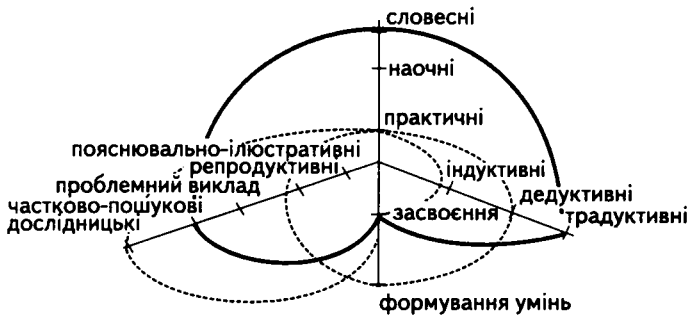 словесні
наочні
практичні
пояснювально-ілюстративні
репродуктивні
індуктивні
проблемний виклад
дедуктивні
частково-пошукові
засвоєння
традуктивні
дослідницькі
формування умінь